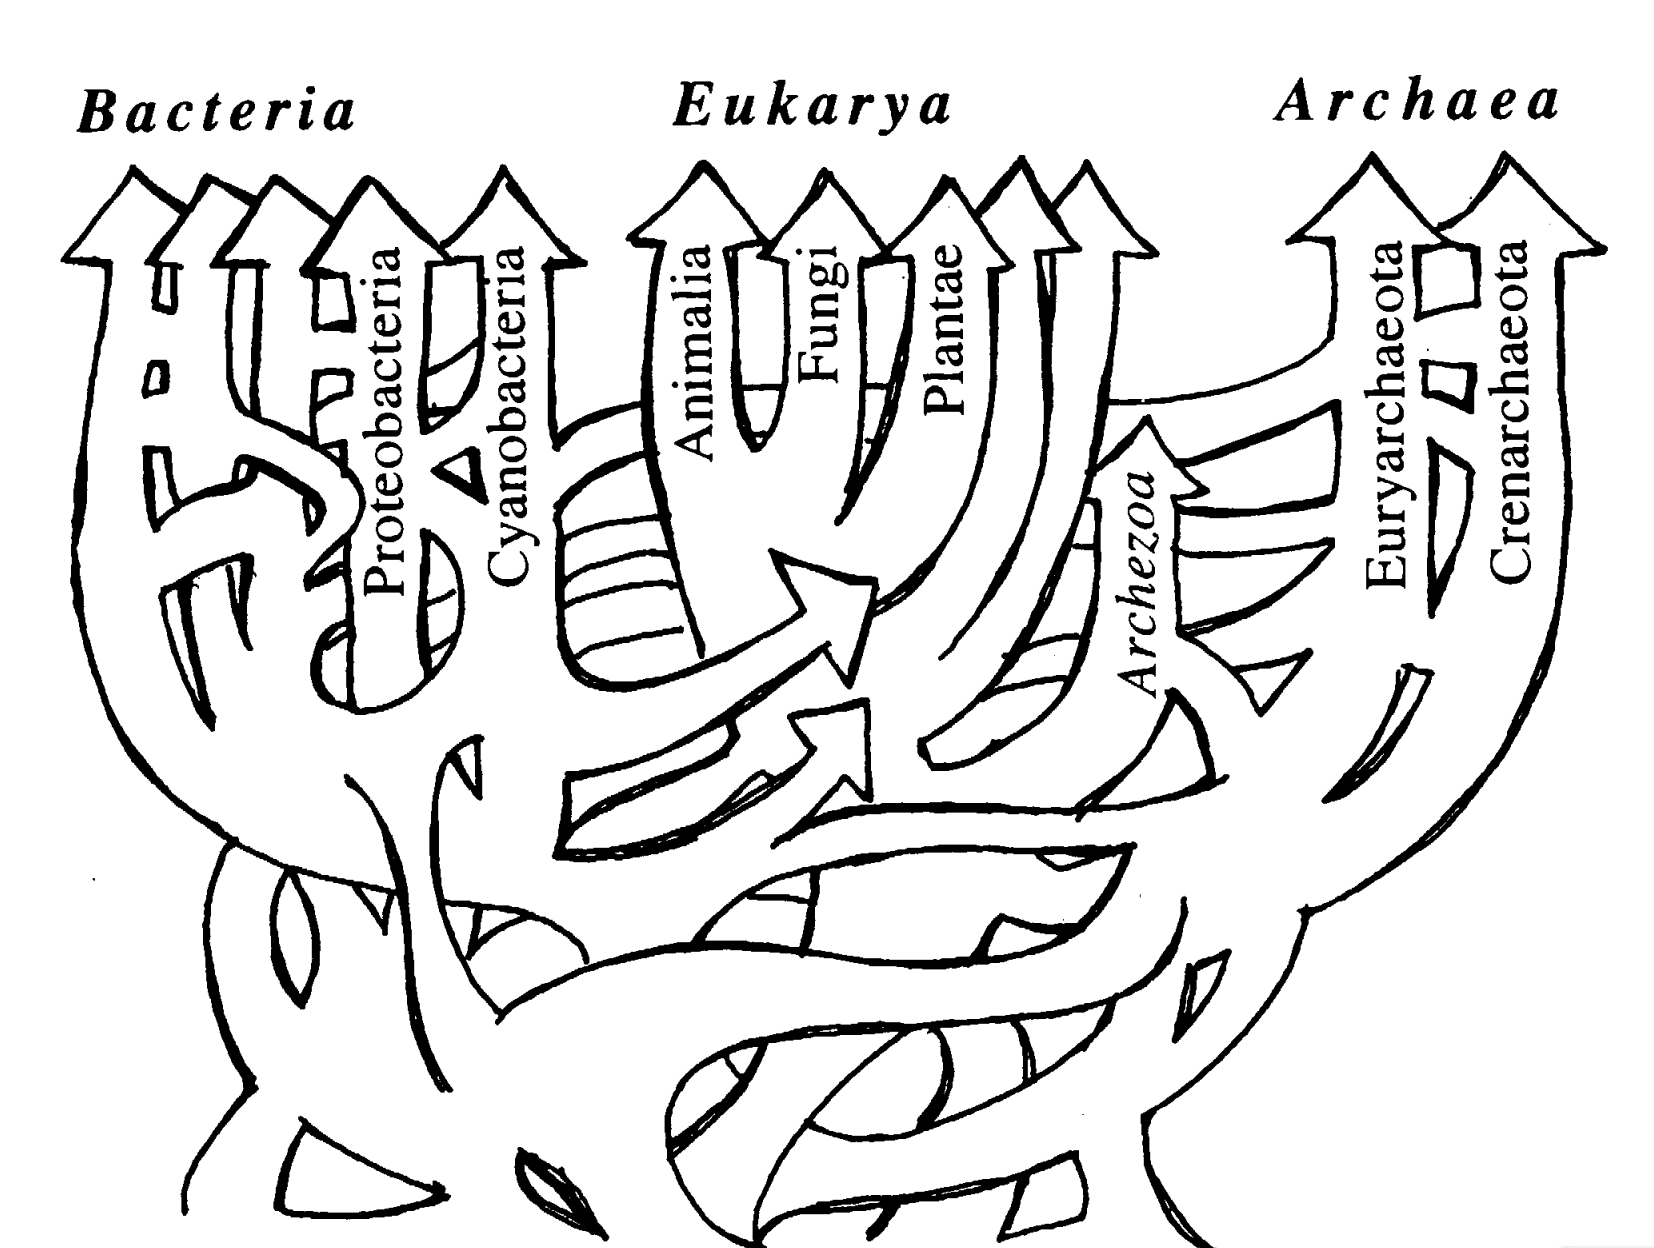 Bacteria
Eukarya
Archaea
Proteobacteria
Cyanobacteria
Animalia
Fungi
Plantae
Archezoa
Euryarchaeota
Crenarchaeota